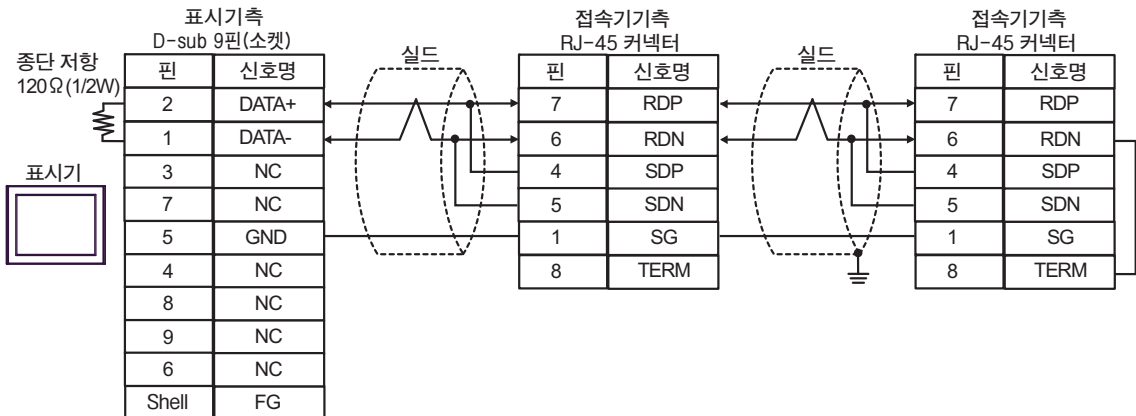 표시기측
D-sub 9핀(소켓)
종단 저항
120Ω(1/2W)
핀 신호명
2 DATA+
1 DATA-
3 NC
7 NC
5 GND
4 NC
8 NC
9 NC
6 NC
Shell FG
표시기
실드
접속기기측
RJ-45 커넥터
핀 신호명
7 RDP
6 RDN
4 SDP
5 SDN
1 SG
8 TERM
실드
접속기기측
RJ-45 커넥터
핀 신호명
7 RDP
6 RDN
4 SDP
5 SDN
1 SG
8 TERM